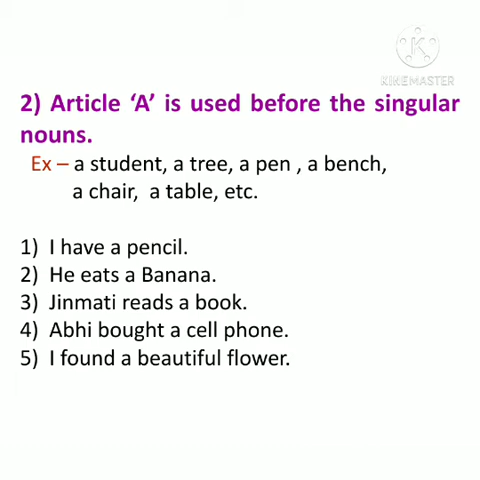 KINEMASTER
2) Article ‘A’ is used before the singular
nouns.
Ex – a student, a tree, a pen , a bench,
a chair, a table, etc.
1) I have a pencil.
2) He eats a Banana.
3) Jinmati reads a book.
4) Abhi bought a cell phone.
5) I found a beautiful flower.